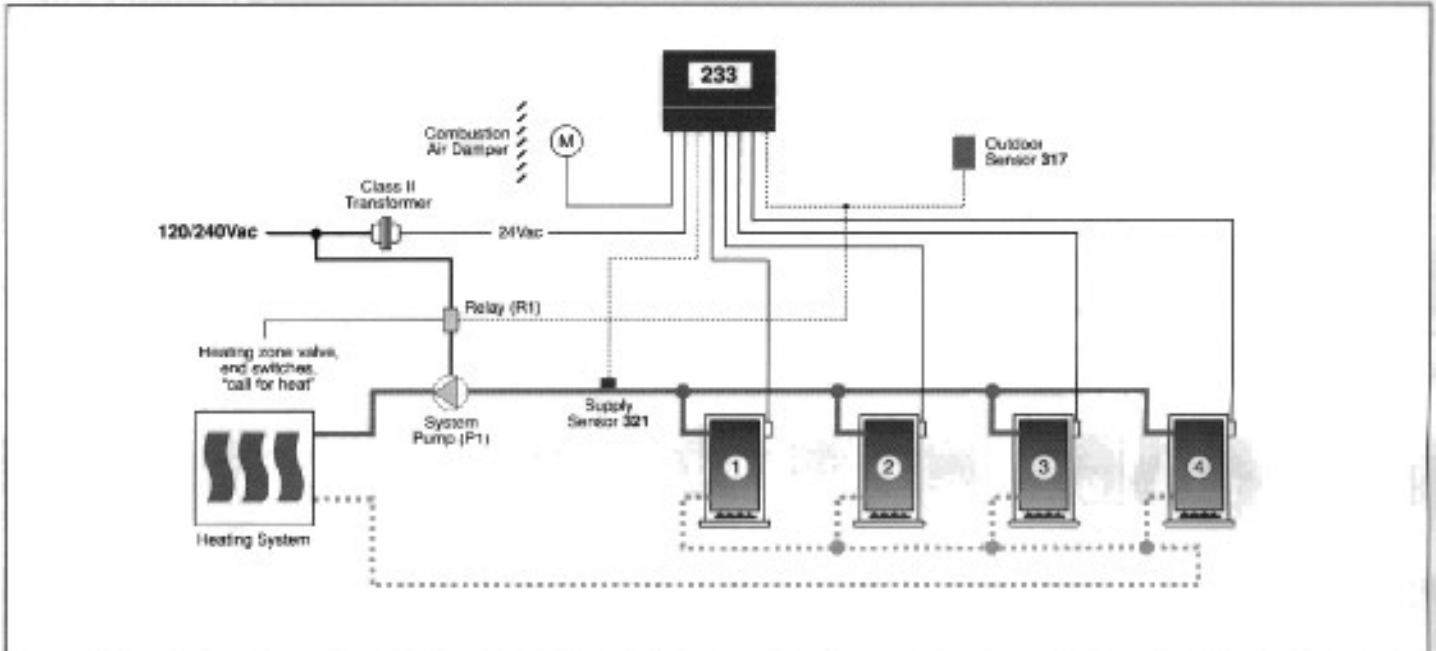 233
Combustion
Air Damper
M
Outdoor
Sensor 317
Class II
Transformer
120/240Vac
24Vac
Relay (R1)
Heating zone valve,
end switches,
"call for heat"
System
Pump (P1)
Supply
Sensor 321
1
2
3
4
Heating System